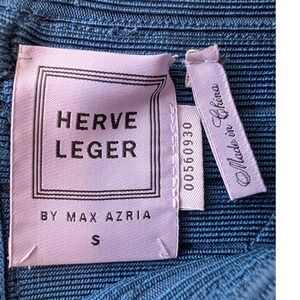 HERVE
LEGER
BY MAX AZRIA
S
00560930
Made in China